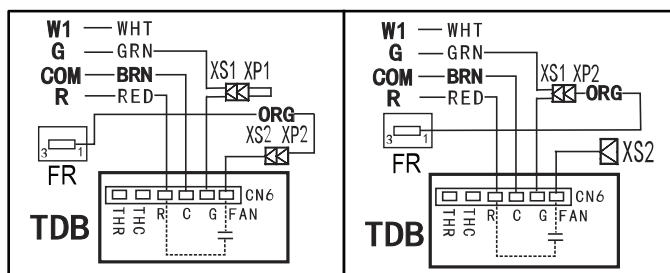 W1 WHT
G GRN XS1 XP1
COM BRN
R RED
ORG
XS2 XP2
3 1
FR
CN6
THR THC R C G FAN
TDB
W1 WHT
G GRN
XS1 XP2
COM BRN
R RED ORG
3 1
FR
XS2
CN6
THR THC R C G FAN
TDB